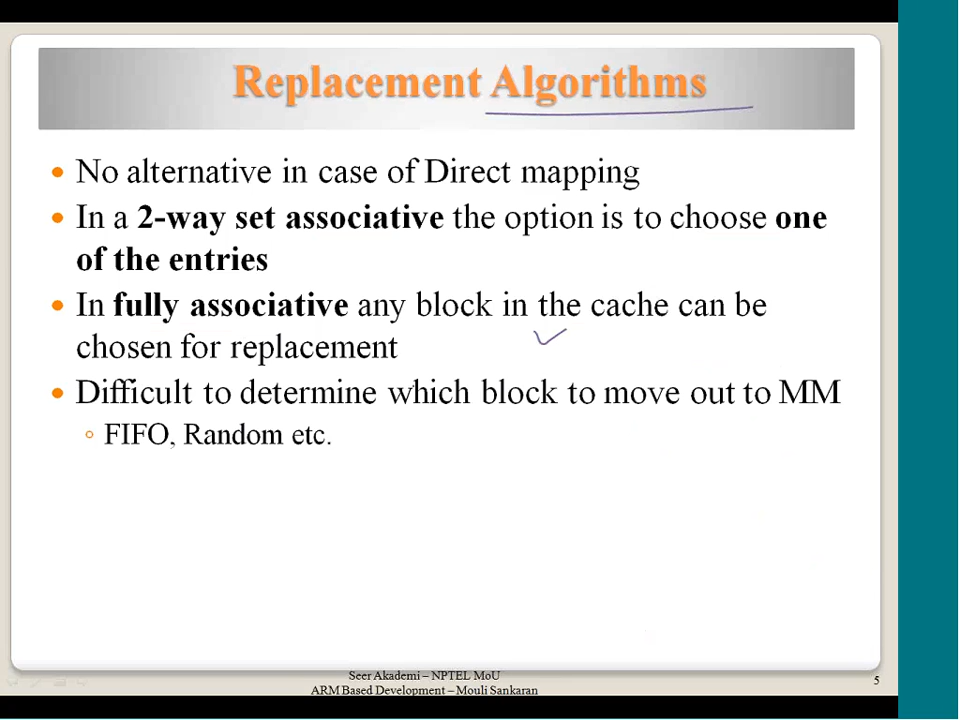 Replacement Algorithms
No alternative in case of Direct mapping
In a 2-way set associative the option is to choose one
of the entries
In fully associative any block in the cache can be
chosen for replacement
Difficult to determine which block to move out to MM
FIFO, Random etc.
Seer Akademi – NPTEL MoU
ARM Based Development – Mouli Sankaran
5